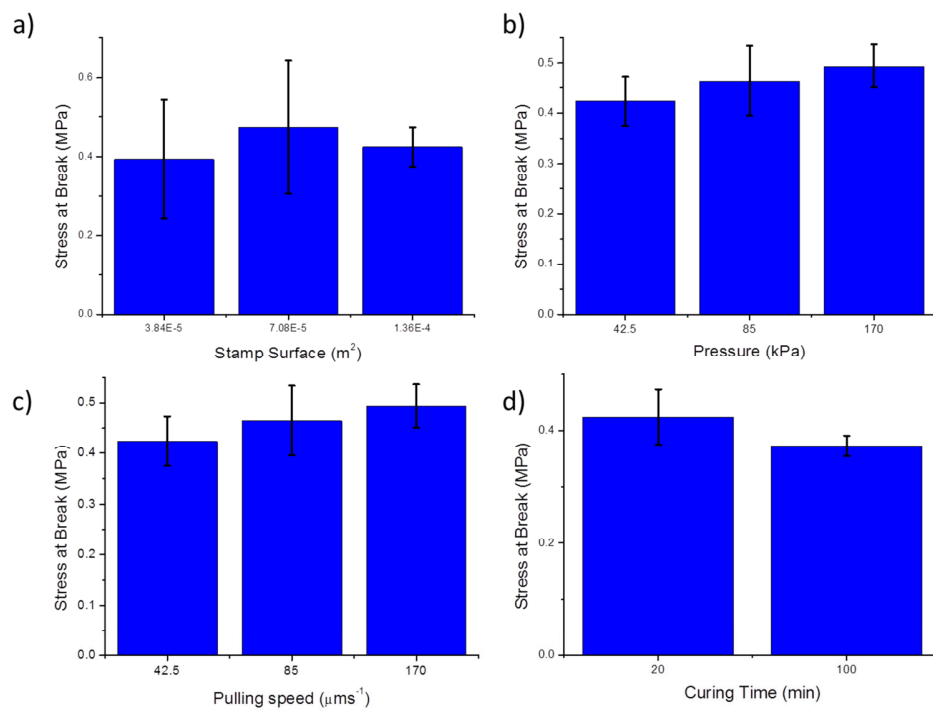 a)
Stress at Break (MPa)
0.6
0.4
0.2
0.0
3.84E-5 7.08E-5 1.36E-4
Stamp Surface (m²)
b)
Stress at Break (MPa)
0.5
0.4
0.5
0.2
0.1
0.0
42.5 85 170
Pressure (kPa)
c)
Stress at Break (MPa)
0.5
0.4
0.3
0.2
0.1
0.0
42.5 85 170
Pulling speed (μms⁻¹)
d)
Stress at Break (MPa)
0.4
0.2
0.0
20 100
Curing Time (min)